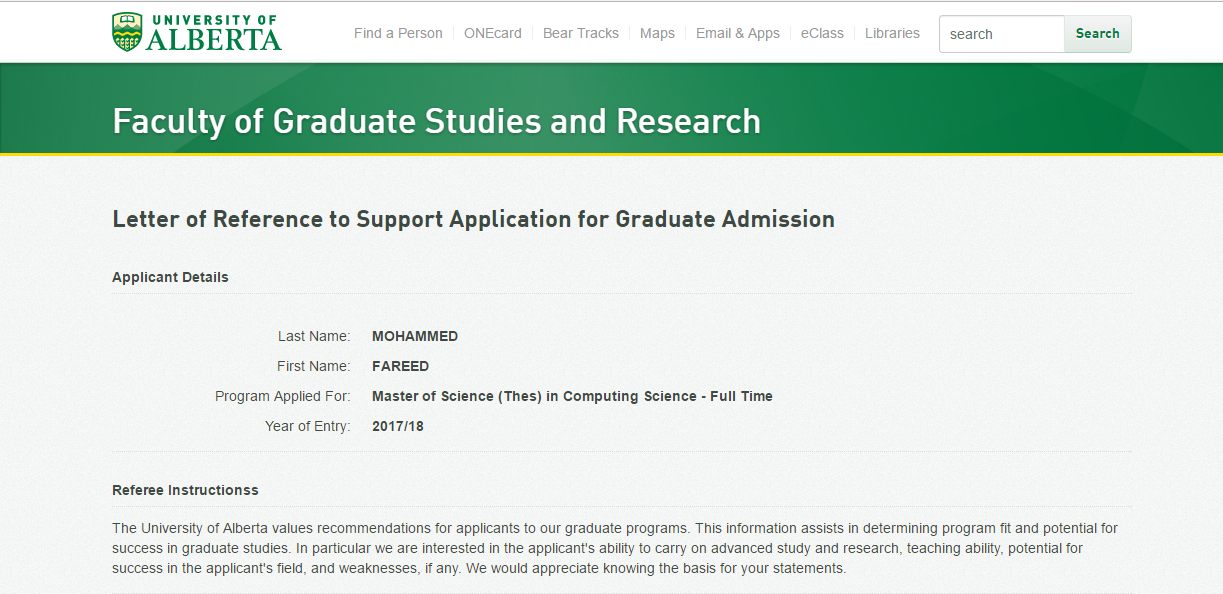 UNIVERSITY OF
ALBERTA
Find a Person ONEcard Bear Tracks Maps Email & Apps eClass Libraries search Search
Faculty of Graduate Studies and Research
Letter of Reference to Support Application for Graduate Admission
Applicant Details
Last Name: MOHAMMED
First Name: FAREED
Program Applied For: Master of Science (Thes) in Computing Science - Full Time
Year of Entry: 2017/18
Referee Instructionss
The University of Alberta values recommendations for applicants to our graduate programs. This information assists in determining program fit and potential for
success in graduate studies. In particular we are interested in the applicant's ability to carry on advanced study and research, teaching ability, potential for
success in the applicant's field, and weaknesses, if any. We would appreciate knowing the basis for your statements.